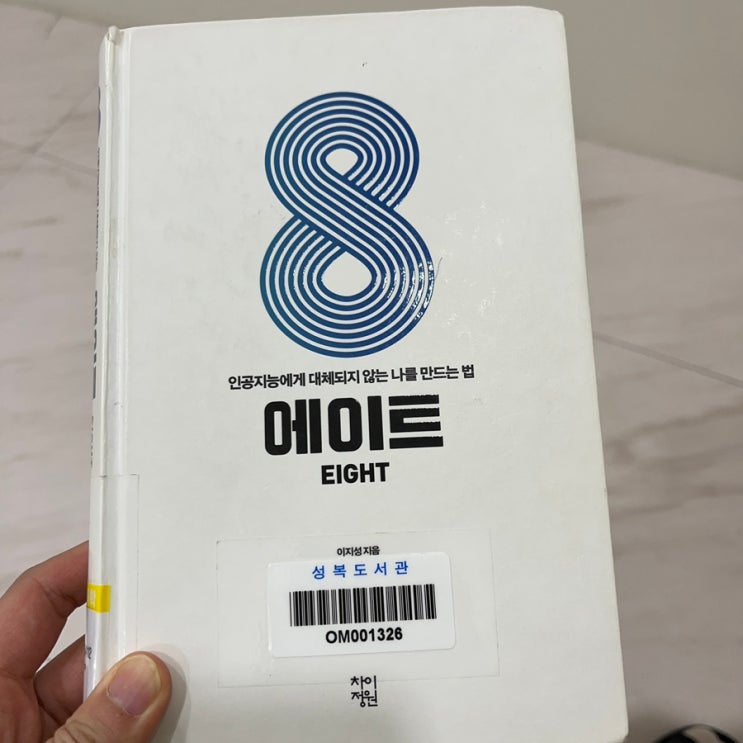 인공지능에게 대체되지 않는 나를 만드는 법
에이트
EIGHT
이지성 지음
성복도서관
OM001326
차이
정원